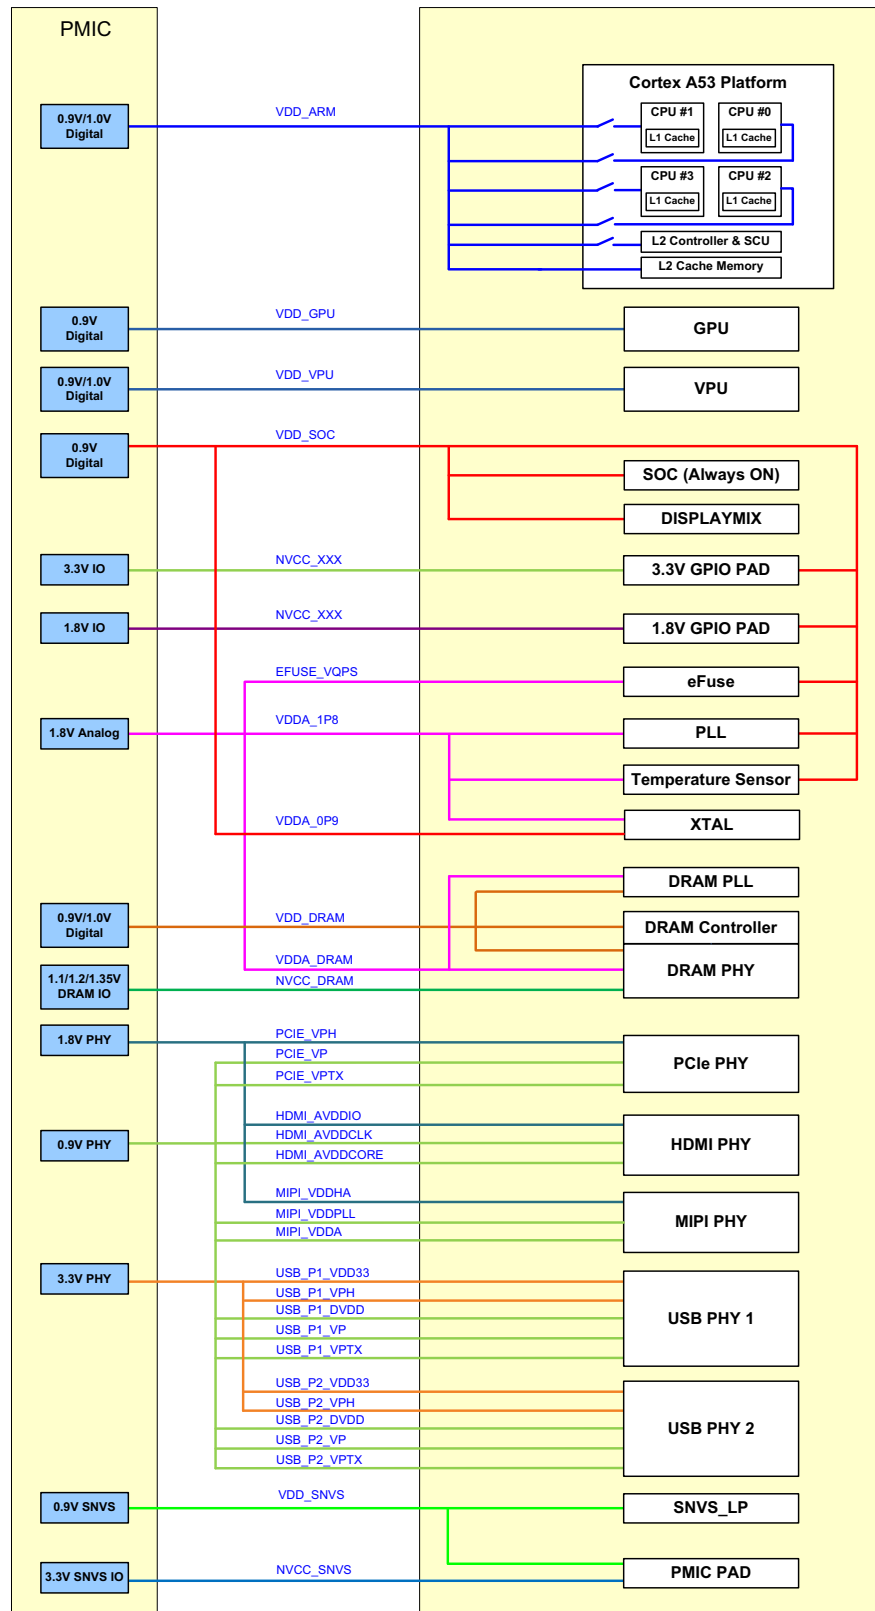 PMIC
Cortex A53 Platform
0.9V/1.0V
Digital
VDD_ARM
CPU #1
L1 Cache
CPU #0
L1 Cache
CPU #3
L1 Cache
CPU #2
L1 Cache
L2 Controller & SCU
L2 Cache Memory
0.9V
Digital
VDD_GPU
GPU
0.9V/1.0V
Digital
VDD_VPU
VPU
0.9V
Digital
VDD_SOC
SOC (Always ON)
DISPLAYMIX
3.3V IO
NVCC_XXX
3.3V GPIO PAD
1.8V IO
NVCC_XXX
1.8V GPIO PAD
EFUSE_VQPS
eFuse
1.8V Analog
VDDA_1P8
PLL
Temperature Sensor
VDDA_0P9
XTAL
DRAM PLL
0.9V/1.0V
Digital
VDD_DRAM
DRAM Controller
VDDA_DRAM
DRAM PHY
1.1/1.2/1.35V
DRAM IO
NVCC_DRAM
1.8V PHY
PCIE_VPH
PCIE_VP
PCIE_VPTX
PCIe PHY
HDMI_AVDDIO
0.9V PHY
HDMI_AVDDCLK
HDMI_AVDDCORE
HDMI PHY
MIPI_VDDHA
MIPI_VDDPLL
MIPI_VDDA
MIPI PHY
3.3V PHY
USB_P1_VDD33
USB_P1_VPH
USB_P1_DVDD
USB_P1_VP
USB_P1_VPTX
USB PHY 1
USB_P2_VDD33
USB_P2_VPH
USB_P2_DVDD
USB_P2_VP
USB_P2_VPTX
USB PHY 2
0.9V SNVS
VDD_SNVS
SNVS_LP
3.3V SNVS IO
NVCC_SNVS
PMIC PAD